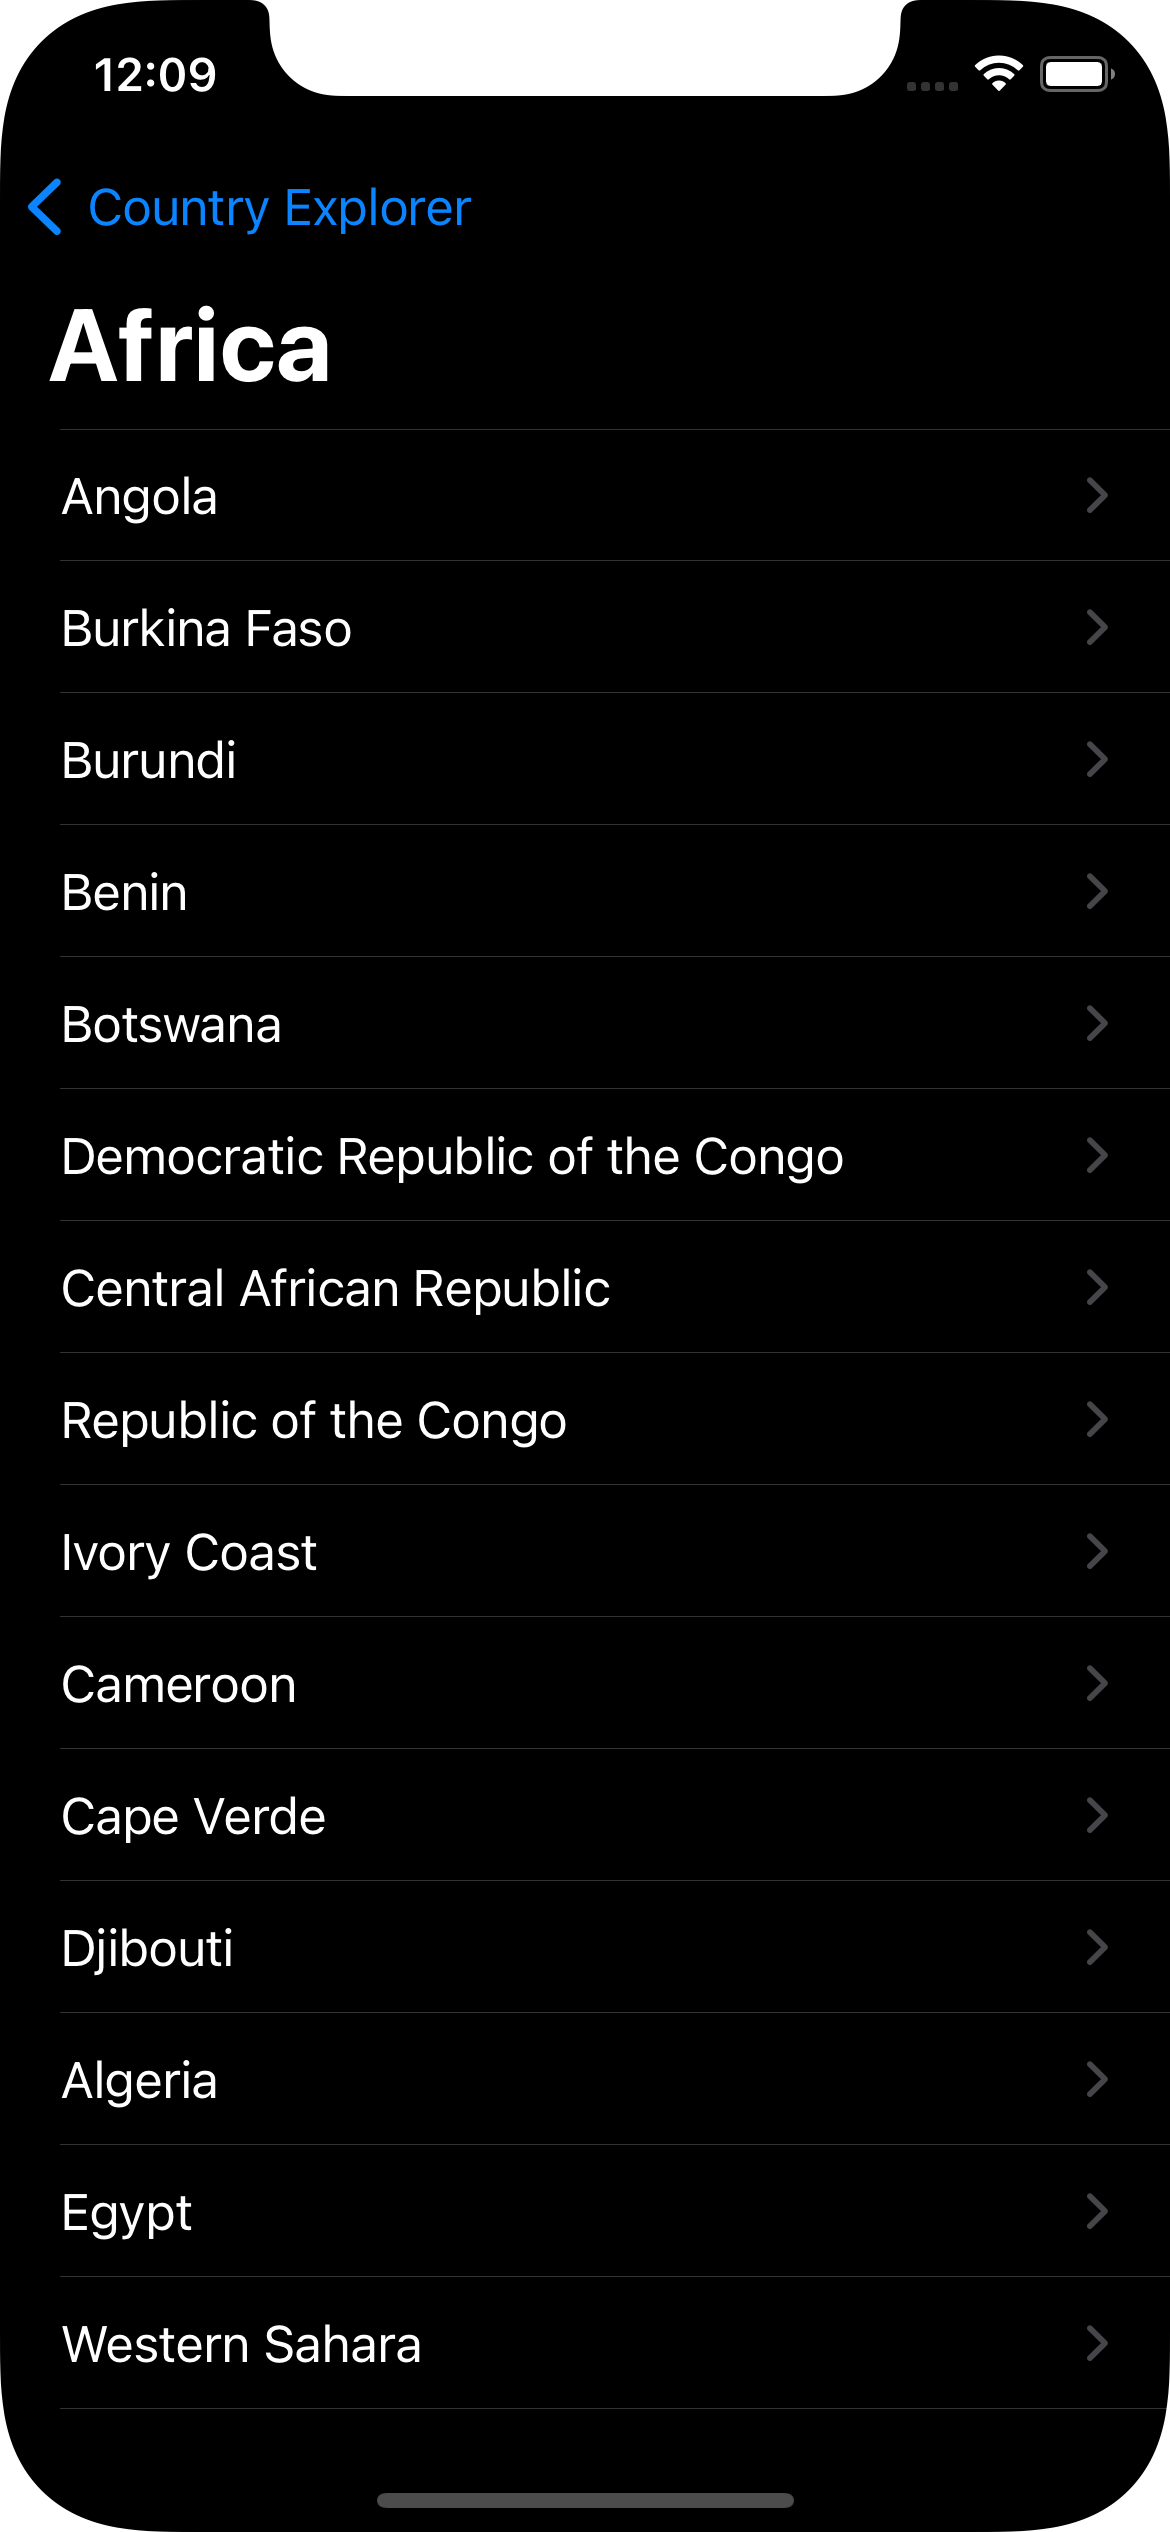 12:09
Country Explorer
Africa
Angola
Burkina Faso
Burundi
Benin
Botswana
Democratic Republic of the Congo
Central African Republic
Republic of the Congo
Ivory Coast
Cameroon
Cape Verde
Djibouti
Algeria
Egypt
Western Sahara